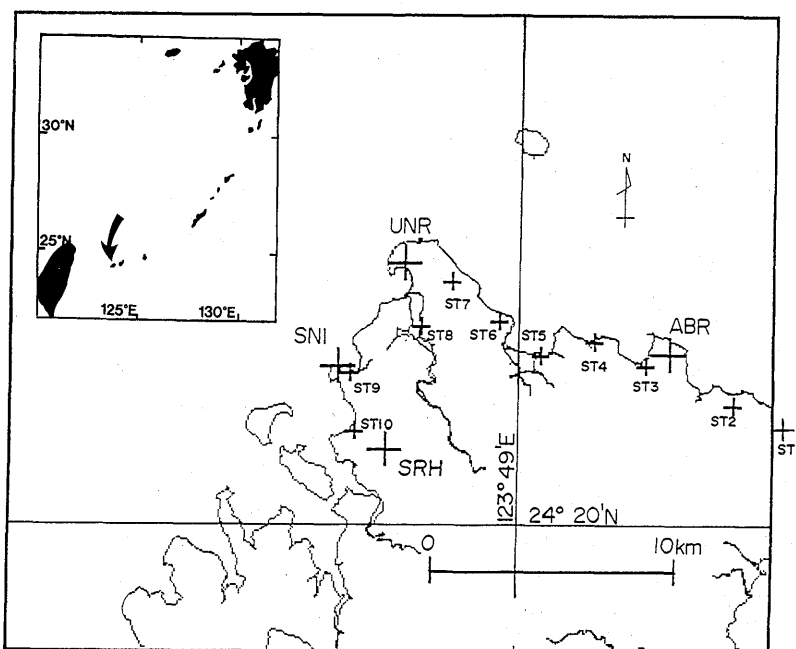 30°N
25°N
125°E
130°E
N
UNR
ST7
ST6
ST5
ST8
ABR
SNI
ST4
ST3
ST9
ST2
ST10
ST
SRH
123°49'E
24° 20'N
0
10km